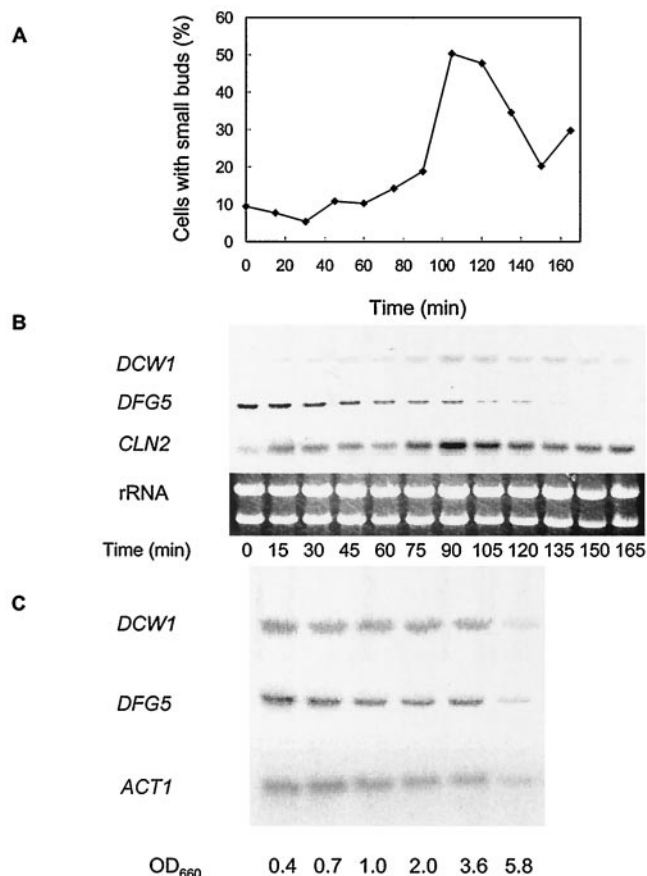 A
Cells with small buds (%)
60
50
40
30
20
10
0
0 20 40 60 80 100 120 140 160
Time (min)
B
DCW1
DFG5
CLN2
rRNA
Time (min) 0 15 30 45 60 75 90 105 120 135 150 165
C
DCW1
DFG5
ACT1
OD660 0.4 0.7 1.0 2.0 3.6 5.8